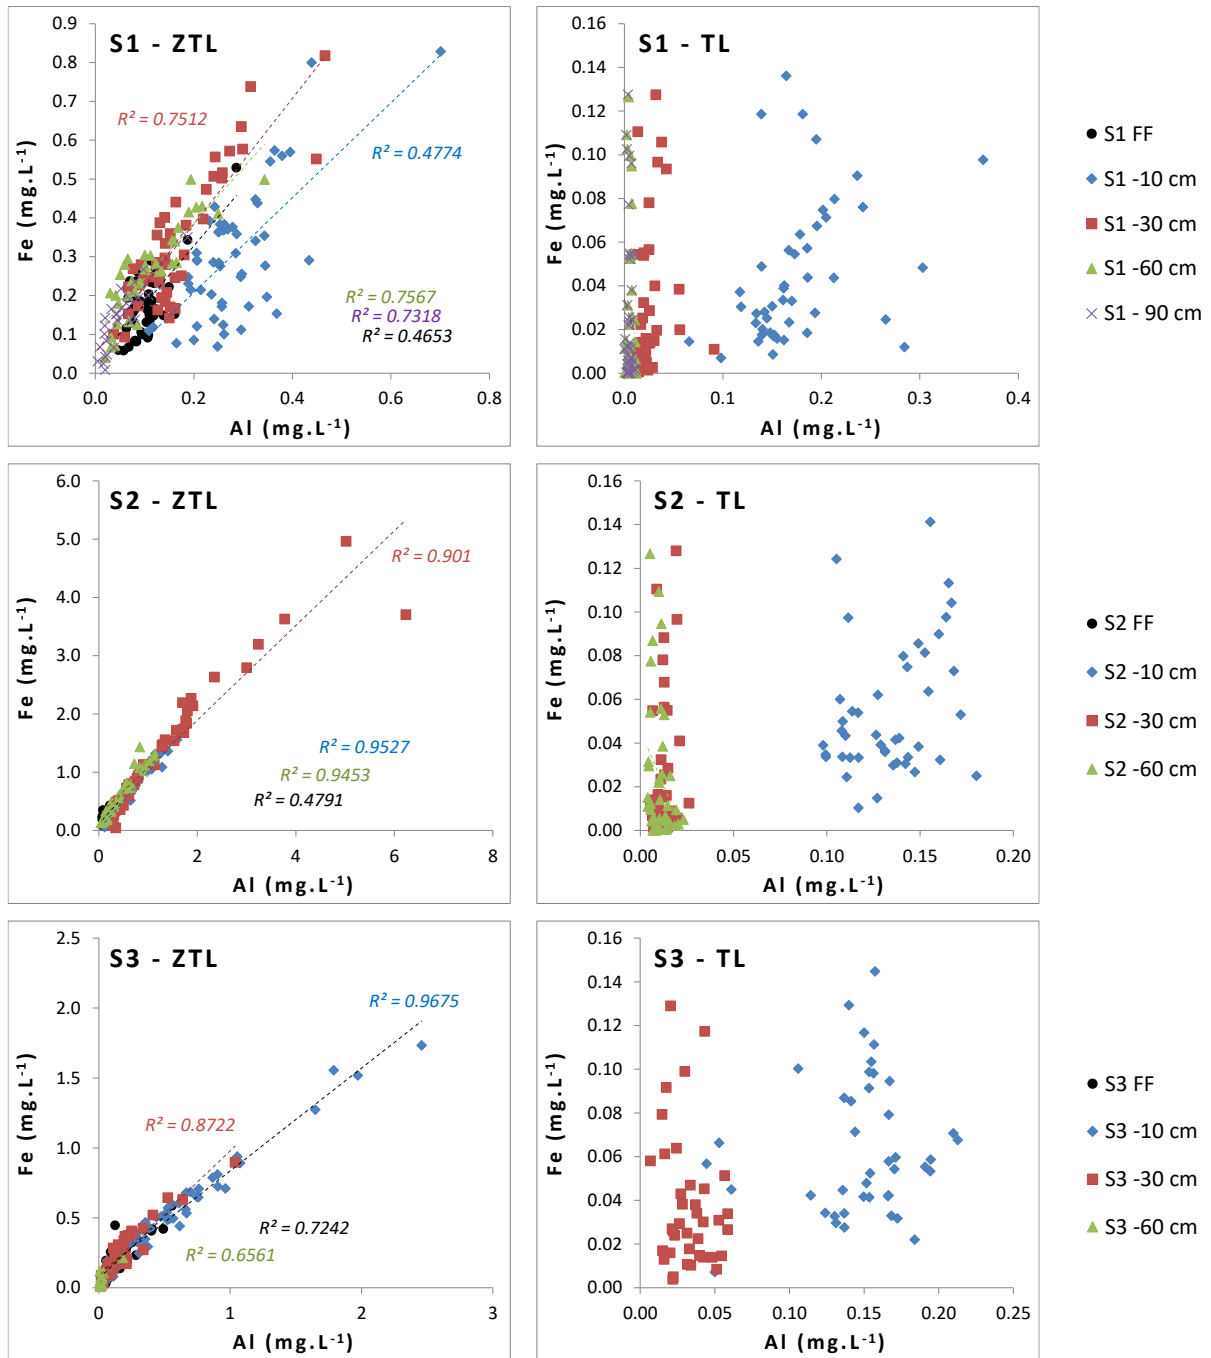 S1 - ZTL
Fe (mg.L-1)
0.9
0.8
0.7
0.6
0.5
0.4
0.3
0.2
0.1
0.0
R² = 0.7512
R² = 0.4774
R² = 0.7567
R² = 0.7318
R² = 0.4653
0.0 0.2 0.4 0.6 0.8
Al (mg.L-1)
S1 - TL
Fe (mg.L-1)
0.16
0.14
0.12
0.10
0.08
0.06
0.04
0.02
0.00
0.0 0.1 0.2 0.3 0.4
Al (mg.L-1)
S1 FF
S1 -10 cm
S1 -30 cm
S1 -60 cm
S1 - 90 cm
S2 - ZTL
Fe (mg.L-1)
6.0
5.0
4.0
3.0
2.0
1.0
0.0
R² = 0.901
R² = 0.9527
R² = 0.9453
R² = 0.4791
0 2 4 6 8
Al (mg.L-1)
S2 - TL
Fe (mg.L-1)
0.16
0.14
0.12
0.10
0.08
0.06
0.04
0.02
0.00
0.00 0.05 0.10 0.15 0.20
Al (mg.L-1)
S2 FF
S2 -10 cm
S2 -30 cm
S2 -60 cm
S3 - ZTL
Fe (mg.L-1)
2.5
2.0
1.5
1.0
0.5
0.0
R² = 0.9675
R² = 0.8722
R² = 0.7242
R² = 0.6561
0 1 2 3
Al (mg.L-1)
S3 - TL
Fe (mg.L-1)
0.16
0.14
0.12
0.10
0.08
0.06
0.04
0.02
0.00
0.00 0.05 0.10 0.15 0.20 0.25
Al (mg.L-1)
S3 FF
S3 -10 cm
S3 -30 cm
S3 -60 cm